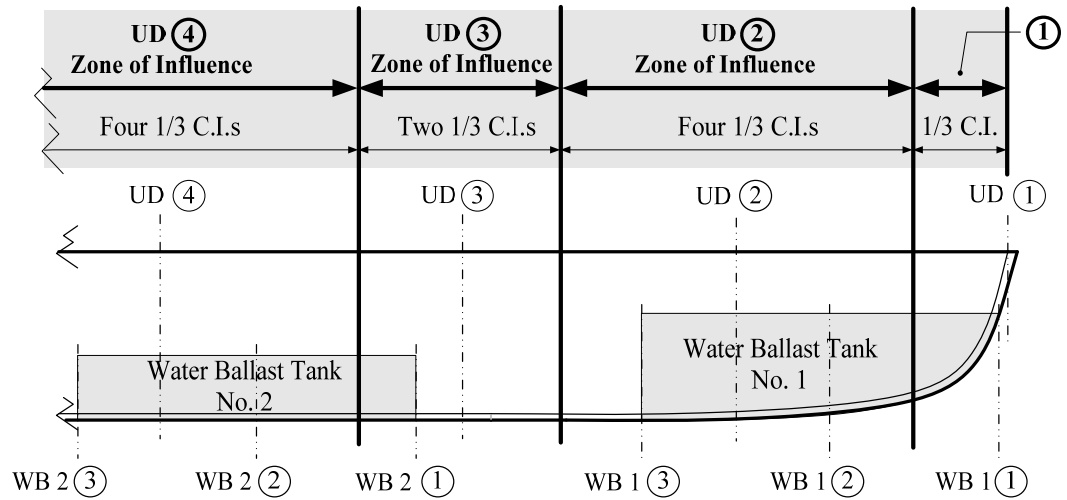 UD ④
Zone of Influence
UD ③
Zone of Influence
UD ②
Zone of Influence
①
Four 1/3 C.I.s
Two 1/3 C.I.s
Four 1/3 C.I.s
1/3 C.I.
UD ④
UD ③
UD ②
UD ①
Water Ballast Tank
No. 2
Water Ballast Tank
No. 1
WB 2 ③
WB 2 ②
WB 2 ①
WB 1 ③
WB 1 ②
WB 1 ①